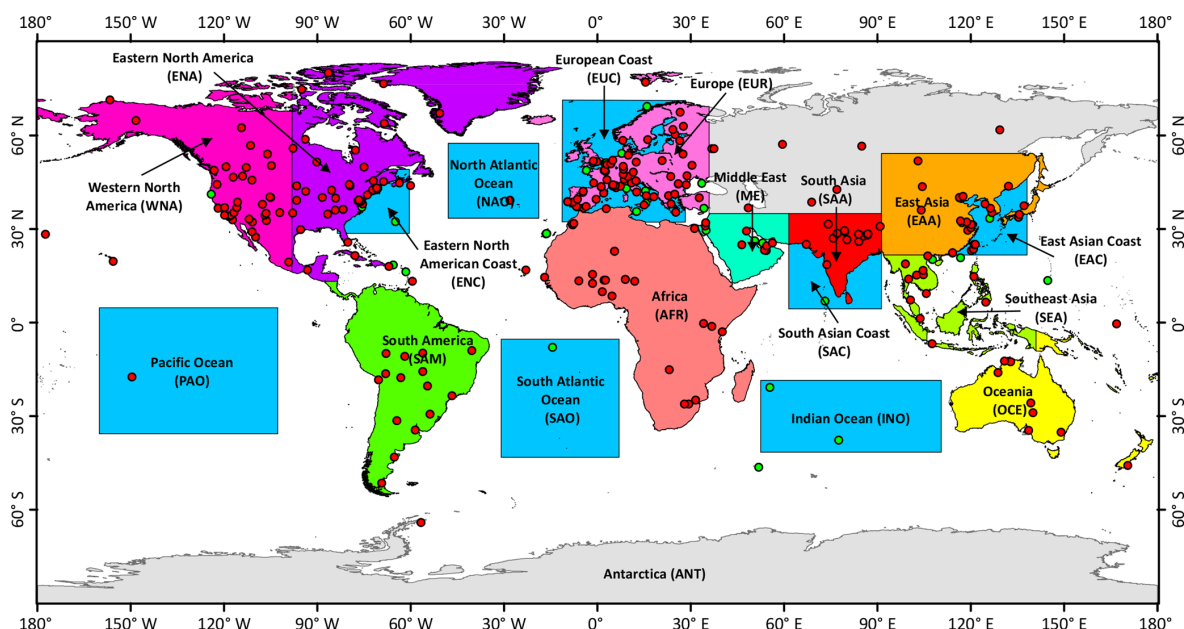 180° 150° W 120° W 90° W 60° W 30° W 0° 30° E 60° E 90° E 120° E 150° E 180°
Eastern North America
(ENA)
European Coast
(EUC)
Europe (EUR)
60° N
60° N
Western North
America (WNA)
North Atlantic
Ocean
(NAO)
Middle East
(ME)
South Asia
(SAA)
East Asia
(EAA)
30° N
30° N
Eastern North
American Coast
(ENC)
East Asian Coast
(EAC)
Africa
(AFR)
Southeast Asia
(SEA)
South Asian Coast
(SAC)
0°
0°
Pacific Ocean
(PAO)
South America
(SAM)
South Atlantic
Ocean
(SAO)
Indian Ocean (INO)
Oceania
(OCE)
30° S
30° S
60° S
60° S
Antarctica (ANT)
180° 150° W 120° W 90° W 60° W 30° W 0° 30° E 60° E 90° E 120° E 150° E 180°